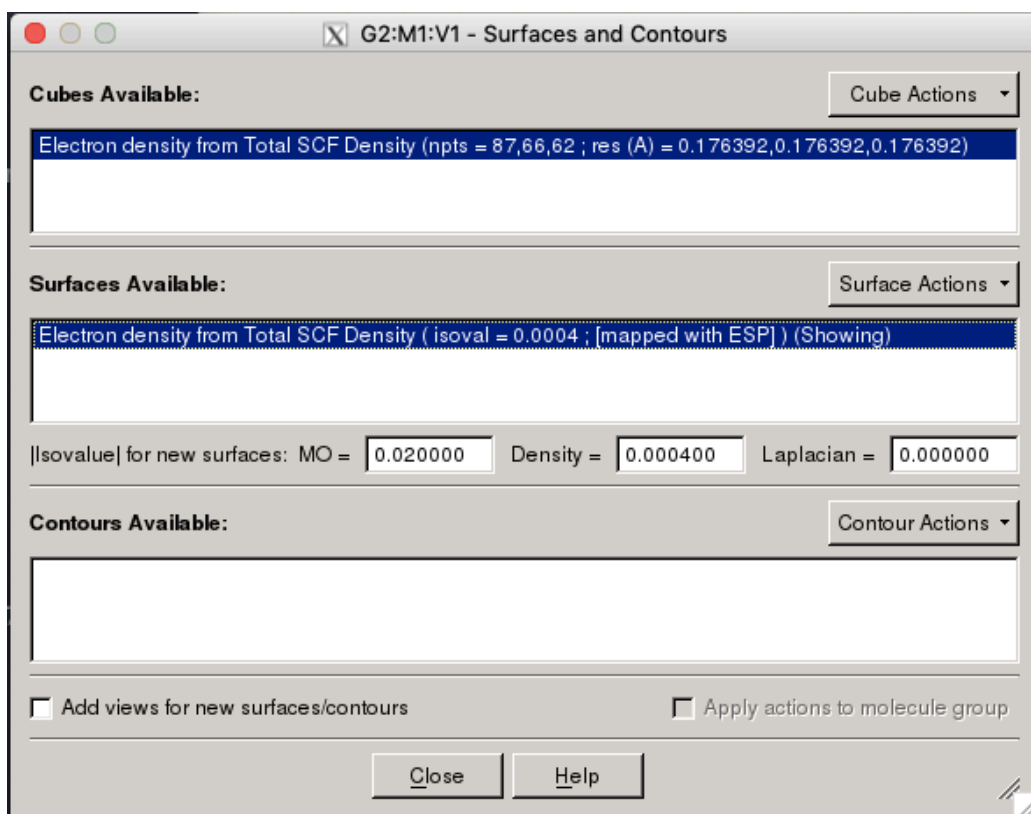 G2:M1:V1 - Surfaces and Contours
Cubes Available:
Cube Actions
Electron density from Total SCF Density (npts = 87,66,62 ; res (A) = 0.176392,0.176392,0.176392)
Surfaces Available:
Surface Actions
Electron density from Total SCF Density ( isoval = 0.0004 ; [mapped with ESP] ) (Showing)
|Isovalue| for new surfaces: MO = 0.020000 Density = 0.000400 Laplacian = 0.000000
Contours Available:
Contour Actions
Add views for new surfaces/contours
Apply actions to molecule group
Close
Help